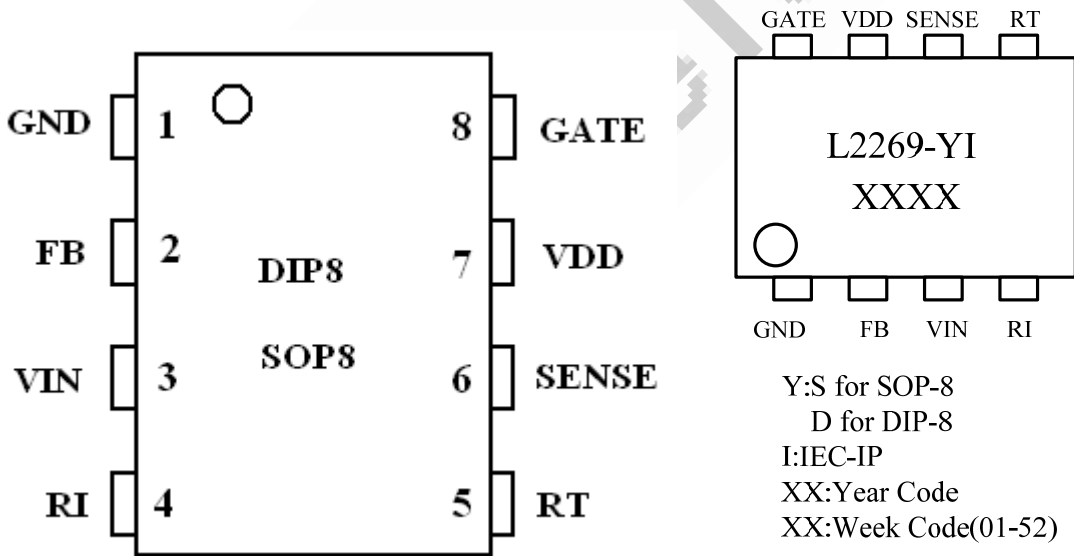 GND 1 8 GATE
FB 2 7 VDD
DIP8
SOP8
VIN 3 6 SENSE
RI 4 5 RT
GATE VDD SENSE RT
L2269-YI
XXXX
GND FB VIN RI
Y:S for SOP-8
D for DIP-8
I:IEC-IP
XX:Year Code
XX:Week Code(01-52)